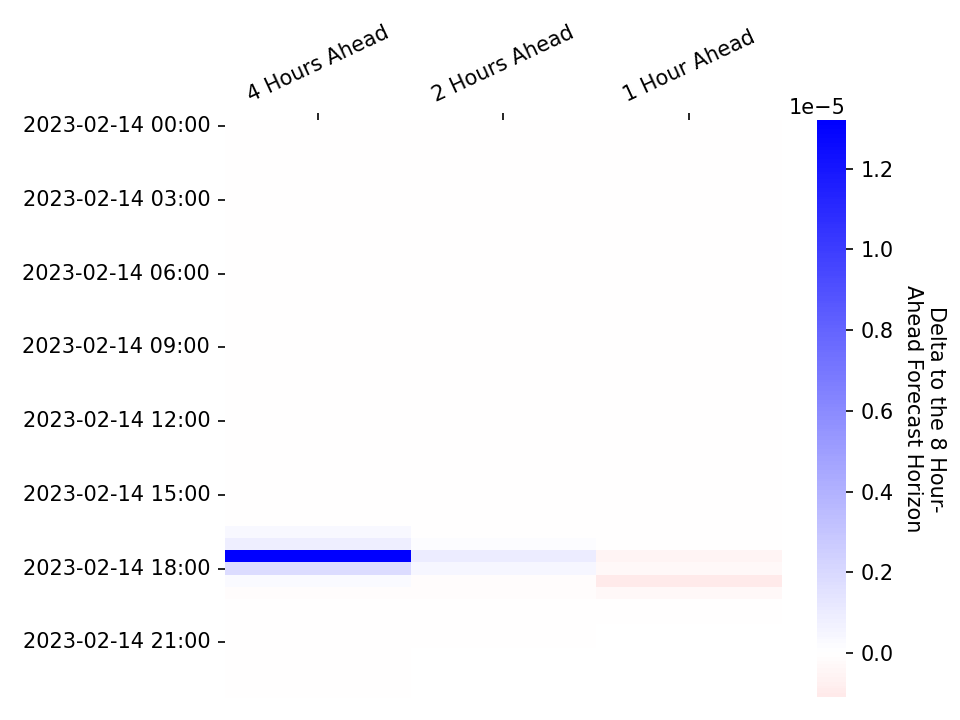 4 Hours Ahead
2 Hours Ahead
1 Hour Ahead
2023-02-14 00:00
2023-02-14 03:00
2023-02-14 06:00
2023-02-14 09:00
2023-02-14 12:00
2023-02-14 15:00
2023-02-14 18:00
2023-02-14 21:00
1e−5
1.2
1.0
0.8
0.6
0.4
0.2
0.0
Delta to the 8 Hour-
Ahead Forecast Horizon